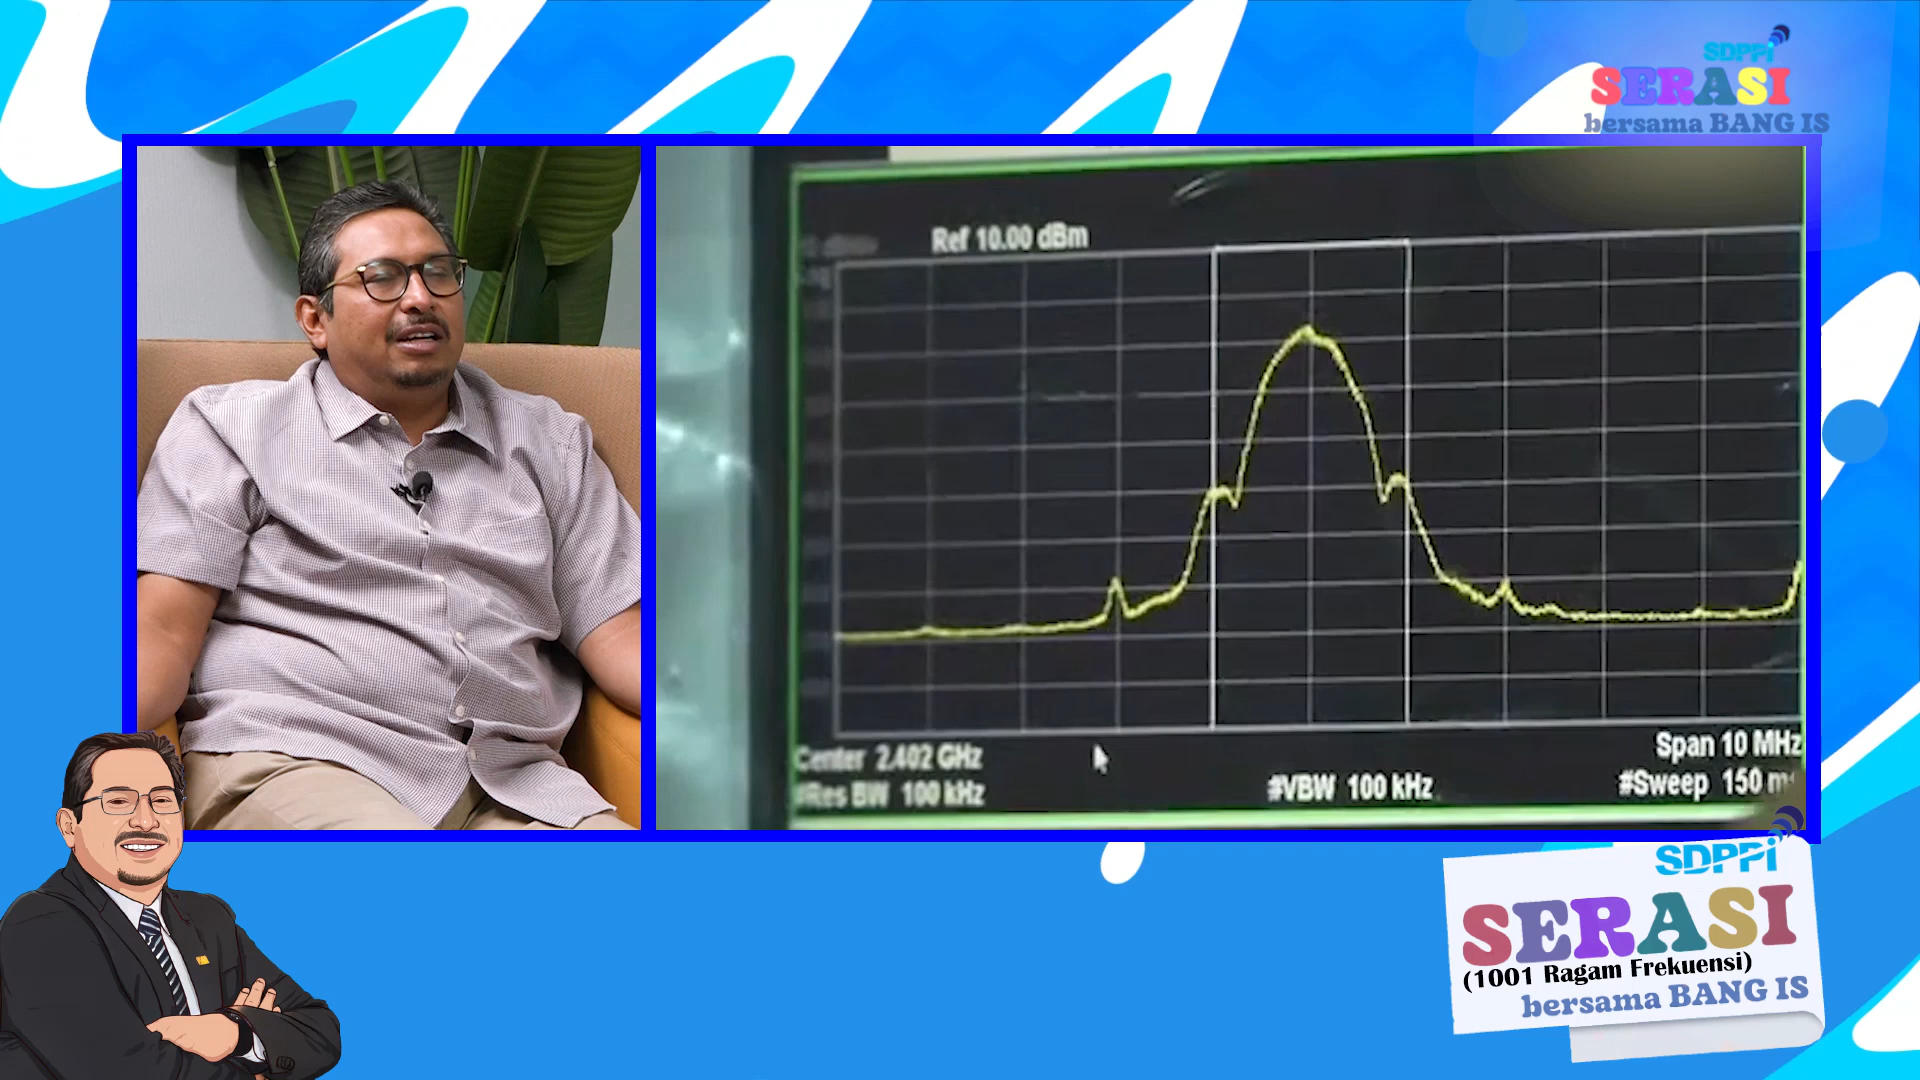 SDPPI
SERASI
bersama BANG IS
Ref 10.00 dBm
Center 2.402 GHz
#Res BW 100 kHz
#VBW 100 kHz
Span 10 MHz
#Sweep 150 m
SDPPI
SERASI
(1001 Ragam Frekuensi)
bersama BANG IS